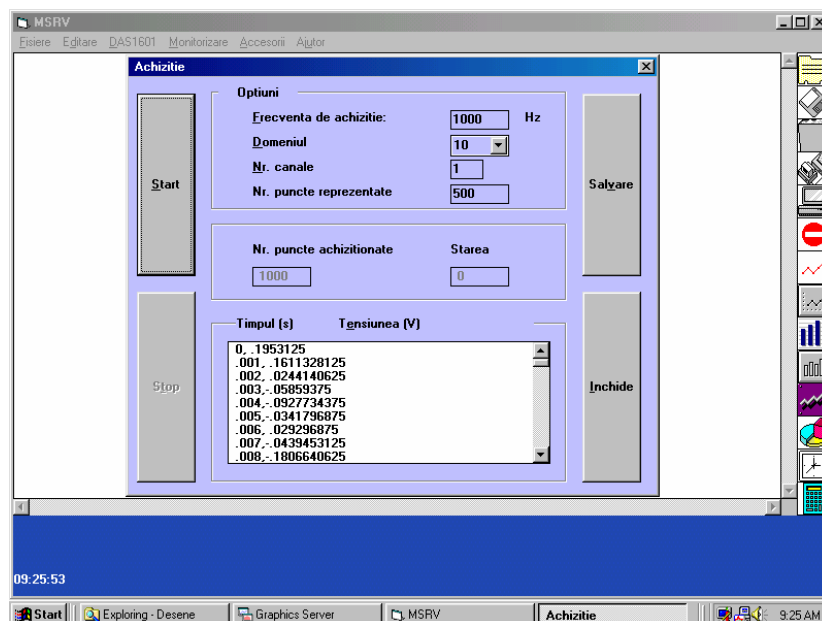 MSRV
Fisiere Editare DAS1601 Monitorizare Accesorii Ajutor
Achizitie
Start
Optiuni
Frecventa de achizitie: 1000 Hz
Domeniul 10
Nr. canale 1
Nr. puncte reprezentate 500
Salvare
Nr. puncte achizitionate Starea
1000 0
Stop
Timpul (s) Tensiunea (V)
0, .1953125
.001, .1611328125
.002, .0244140625
.003,-.05859375
.004,-.0927734375
.005,-.0341796875
.006, .029296875
.007,-.0439453125
.008,-.1806640625
Inchide
09:25:53
Start Exploring - Desene Graphics Server MSRV Achizitie 9:25 AM